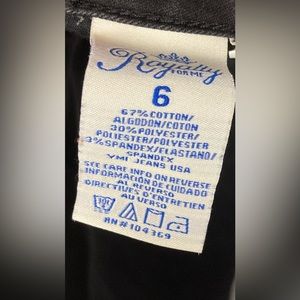 Royalty
FOR ME
6
67% COTTON/
ALGODON/COTON
30% POLYESTER/
POLIESTER/POLYESTER
3% SPANDEX/ELASTANO/
SPANDEX
YMI JEANS USA
SEE CARE INFO ON REVERSE
INFORMACIÓN DE CUIDADO
AL REVERSO
DIRECTIVES D'ENTRETIEN
AU VERSO
RN#104369